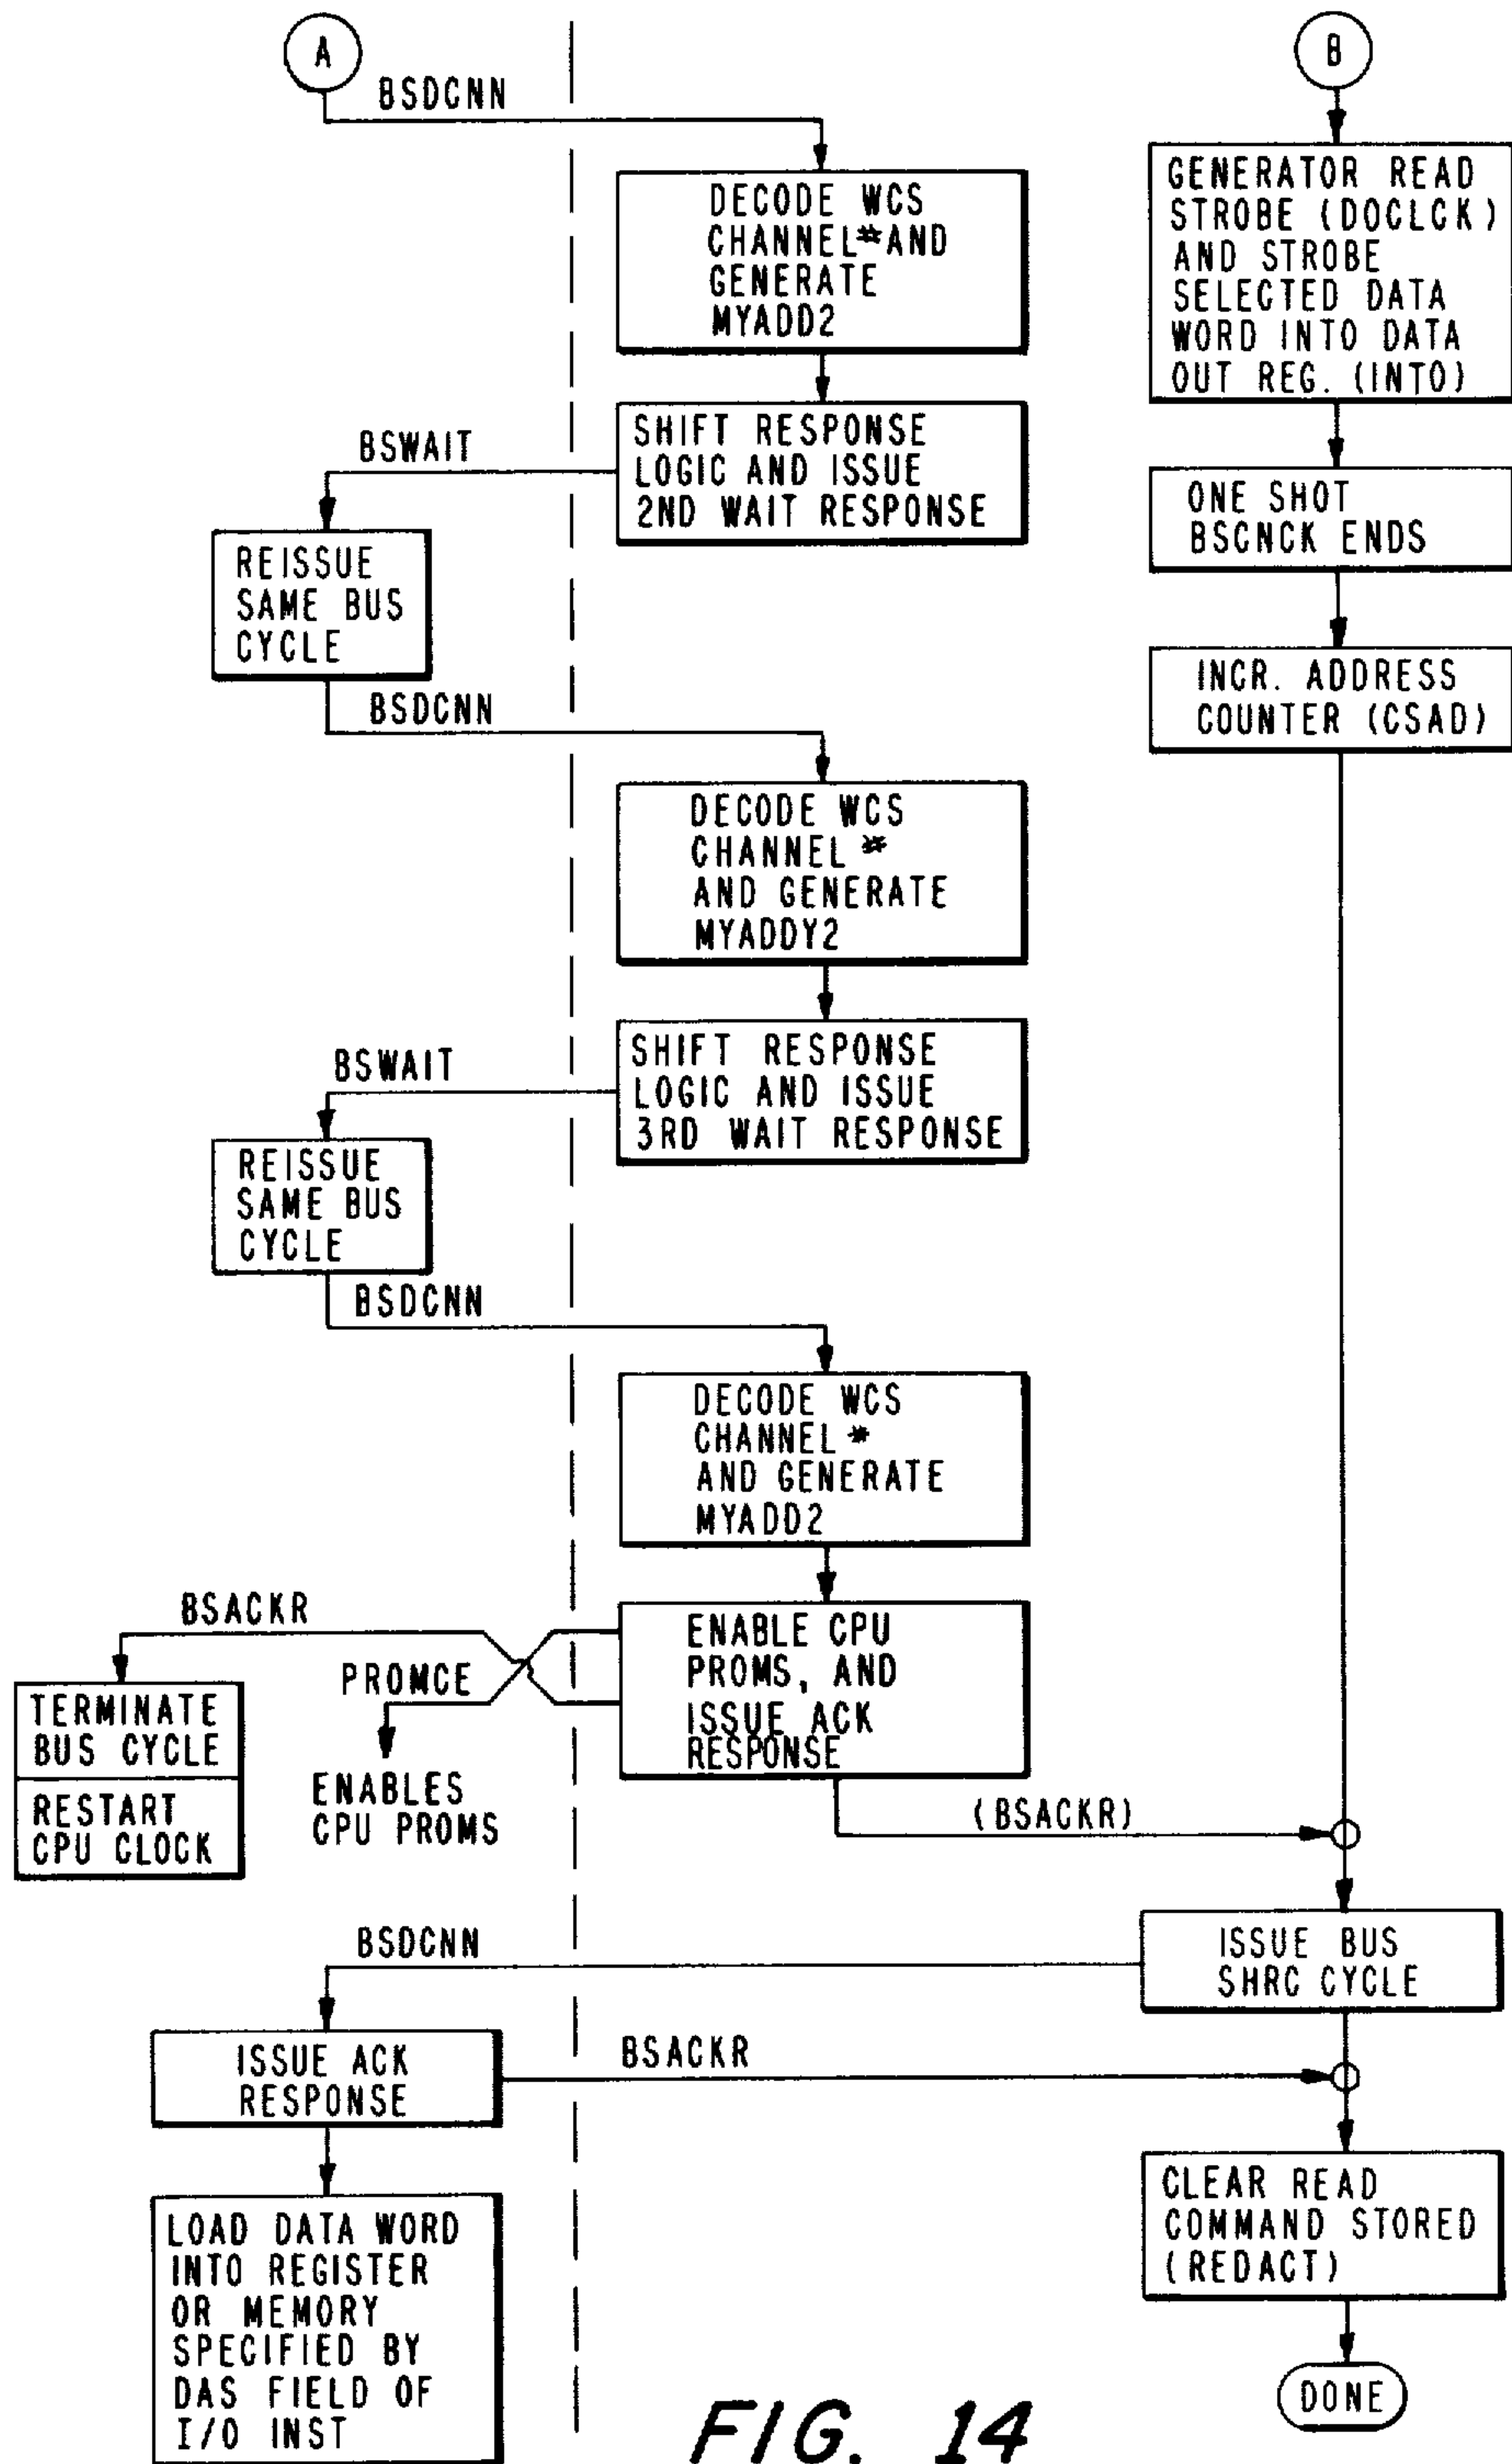 A
BSDCNN
DECODE WCS
CHANNEL # AND
GENERATE
MYADD2
SHIFT RESPONSE
LOGIC AND ISSUE
2ND WAIT RESPONSE
BSWAIT
REISSUE
SAME BUS
CYCLE
BSDCNN
DECODE WCS
CHANNEL #
AND GENERATE
MYADDY2
SHIFT RESPONSE
LOGIC AND ISSUE
3RD WAIT RESPONSE
BSWAIT
REISSUE
SAME BUS
CYCLE
BSDCNN
DECODE WCS
CHANNEL #
AND GENERATE
MYADD2
ENABLE CPU
PROMS, AND
ISSUE ACK
RESPONSE
BSACKR
PROMCE
TERMINATE
BUS CYCLE
RESTART
CPU CLOCK
ENABLES
CPU PROMS
(BSACKR)
B
GENERATOR READ
STROBE (DOCLCK)
AND STROBE
SELECTED DATA
WORD INTO DATA
OUT REG. (INTO)
ONE SHOT
BSCNCK ENDS
INCR. ADDRESS
COUNTER (CSAD)
ISSUE BUS
SHRC CYCLE
BSDCNN
ISSUE ACK
RESPONSE
BSACKR
LOAD DATA WORD
INTO REGISTER
OR MEMORY
SPECIFIED BY
DAS FIELD OF
I/O INST
CLEAR READ
COMMAND STORED
(REDACT)
DONE
FIG. 14